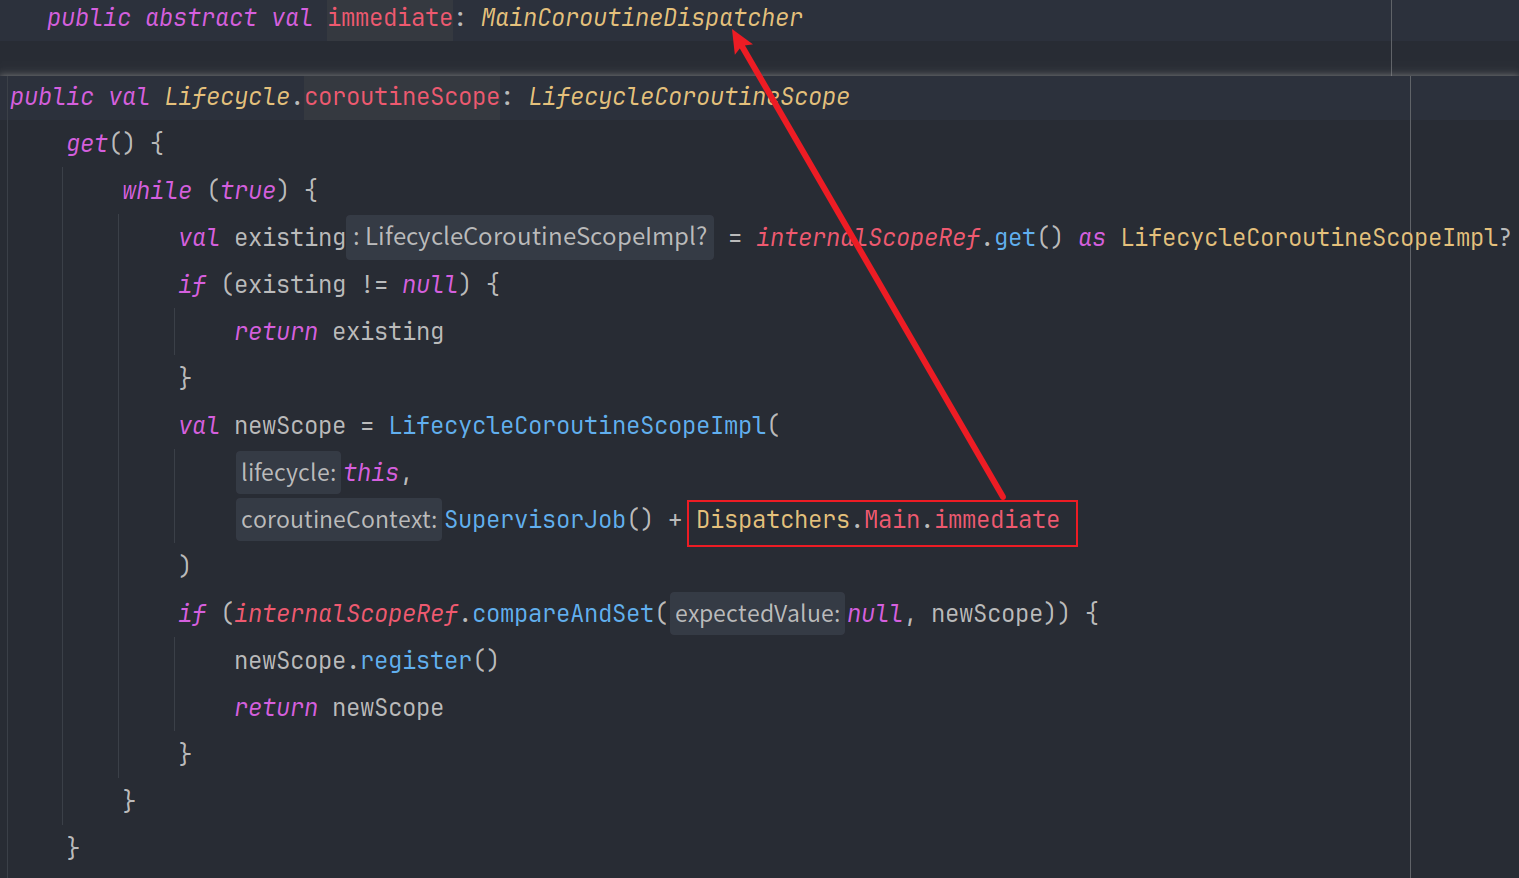 public abstract val immediate: MainCoroutineDispatcher
public val Lifecycle.coroutineScope: LifecycleCoroutineScope
get() {
while (true) {
val existing : LifecycleCoroutineScopeImpl? = internalScopeRef.get() as LifecycleCoroutineScopeImpl?
if (existing != null) {
return existing
}
val newScope = LifecycleCoroutineScopeImpl(
lifecycle: this,
coroutineContext: SupervisorJob() + Dispatchers.Main.immediate
)
if (internalScopeRef.compareAndSet( expectedValue: null, newScope)) {
newScope.register()
return newScope
}
}
}